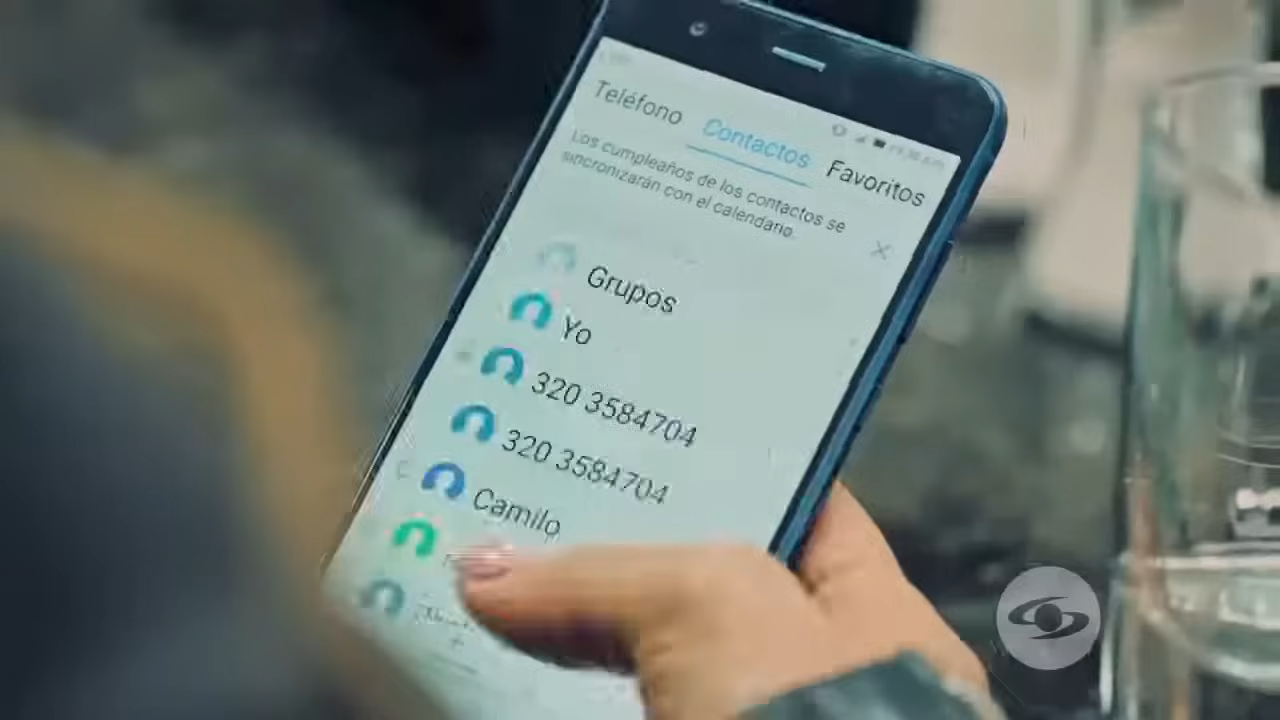 Teléfono
Contactos
Favoritos
Los cumpleaños de los contactos se
sincronizarán con el calendario.
Grupos
Yo
320 3584704
320 3584704
Camilo